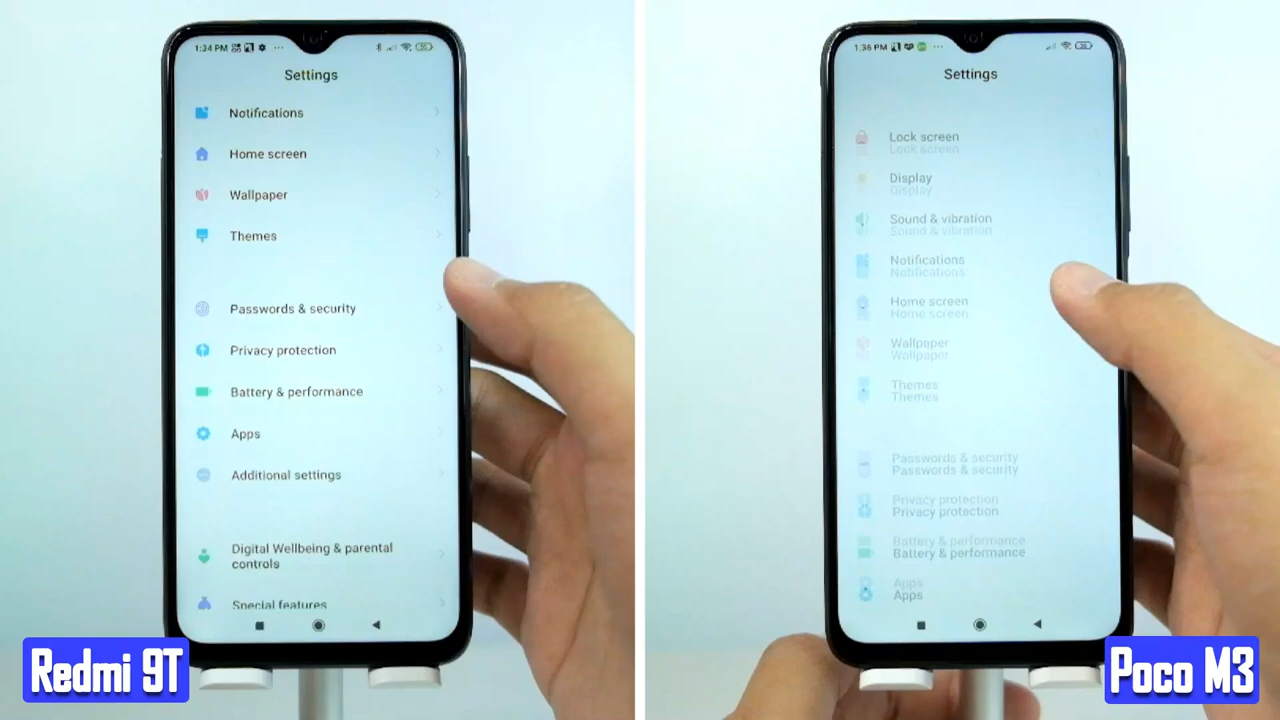 1:34 PM
Settings
Notifications
Home screen
Wallpaper
Themes
Passwords & security
Privacy protection
Battery & performance
Apps
Additional settings
Digital Wellbeing & parental
controls
Special features
Redmi 9T
1:36 PM
Settings
Lock screen
Lock screen
Display
Display
Sound & vibration
Sound & vibration
Notifications
Notifications
Home screen
Home screen
Wallpaper
Wallpaper
Themes
Themes
Passwords & security
Passwords & security
Privacy protection
Privacy protection
Battery & performance
Battery & performance
Apps
Apps
Poco M3